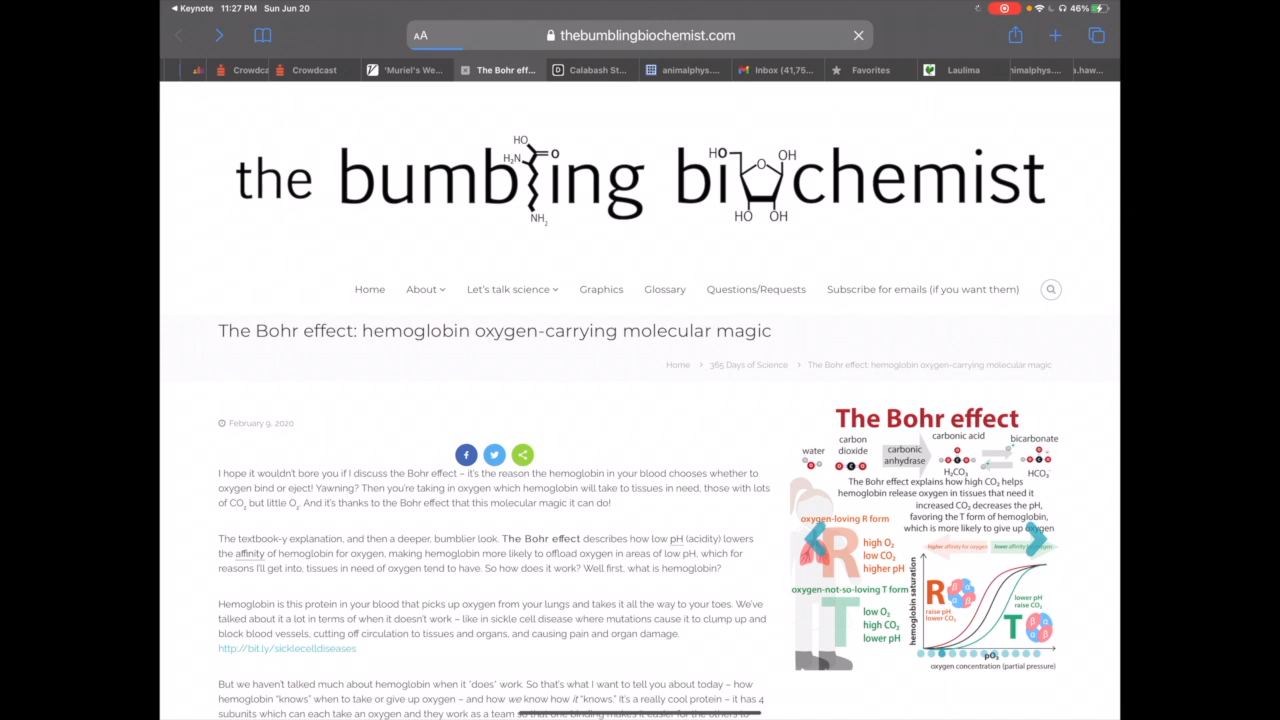 Keynote 11:27 PM Sun Jun 20 46%
AA thebumblingbiochemist.com
Crowdca Crowdcast 'Muriel's We... The Bohr eff... Calabash St... animalphys.... Inbox (41,75... Favorites Laulima nimalphys.... a.haw...
HO O
H₂N
NH₂
HO OH
O
HO OH
the bumbling biochemist
Home About Let's talk science Graphics Glossary Questions/Requests Subscribe for emails (if you want them)
The Bohr effect: hemoglobin oxygen-carrying molecular magic
Home > 365 Days of Science > The Bohr effect: hemoglobin oxygen-carrying molecular magic
February 9, 2020
I hope it wouldn't bore you if I discuss the Bohr effect – it's the reason the hemoglobin in your blood chooses whether to
oxygen bind or eject! Yawning? Then you're taking in oxygen which hemoglobin will take to tissues in need, those with lots
of CO₂ but little O₂. And it's thanks to the Bohr effect that this molecular magic it can do!
The textbook-y explanation, and then a deeper, bumblier look. The Bohr effect describes how low pH (acidity) lowers
the affinity of hemoglobin for oxygen, making hemoglobin more likely to offload oxygen in areas of low pH, which for
reasons I'll get into, tissues in need of oxygen tend to have. So how does it work? Well first, what is hemoglobin?
Hemoglobin is this protein in your blood that picks up oxygen from your lungs and takes it all the way to your toes. We've
talked about it a lot in terms of when it doesn't work – like in sickle cell disease where mutations cause it to clump up and
block blood vessels, cutting off circulation to tissues and organs, and causing pain and organ damage.
http://bit.ly/sicklecelldiseases
But we haven't talked much about hemoglobin when it "does" work. So that's what I want to tell you about today – how
hemoglobin "knows" when to take or give up oxygen – and how we know how it "knows." It's a really cool protein – it has 4
subunits which can each take an oxygen and they work as a team so that one binding makes it easier for the others to
The Bohr effect
water
carbon
dioxide
carbonic
anhydrase
carbonic acid
H₂CO₃
bicarbonate
HCO₃⁻
The Bohr effect explains how high CO₂ helps
hemoglobin release oxygen in tissues that need it
increased CO₂ decreases the pH,
favoring the T form of hemoglobin,
which is more likely to give up oxygen
oxygen-loving R form
R
high O₂
low CO₂
higher pH
oxygen-not-so-loving T form
T
low O₂
high CO₂
lower pH
higher affinity for oxygen
lower affinity for oxygen
hemoglobin saturation
R
raise pH
lower CO₂
α β
β α
lower pH
raise CO₂
T
α β
β α
pO₂
oxygen concentration (partial pressure)